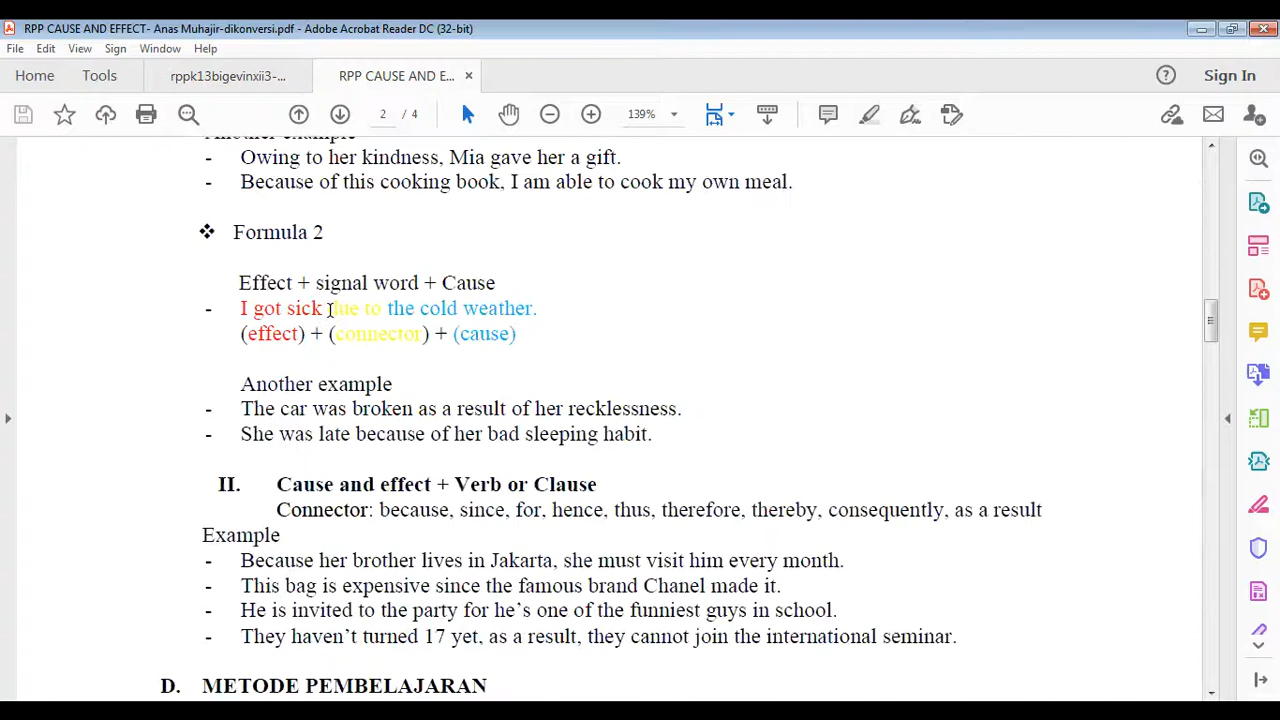 RPP CAUSE AND EFFECT- Anas Muhajir-dikonversi.pdf - Adobe Acrobat Reader DC (32-bit)
File Edit View Sign Window Help
Home Tools rppk13bigevinxii3-... RPP CAUSE AND E... × Sign In
2 / 4 139%
Another example
- Owing to her kindness, Mia gave her a gift.
- Because of this cooking book, I am able to cook my own meal.
❖ Formula 2
Effect + signal word + Cause
- I got sick due to the cold weather.
(effect) + (connector) + (cause)
Another example
- The car was broken as a result of her recklessness.
- She was late because of her bad sleeping habit.
II. Cause and effect + Verb or Clause
Connector: because, since, for, hence, thus, therefore, thereby, consequently, as a result
Example
- Because her brother lives in Jakarta, she must visit him every month.
- This bag is expensive since the famous brand Chanel made it.
- He is invited to the party for he’s one of the funniest guys in school.
- They haven’t turned 17 yet, as a result, they cannot join the international seminar.
D. METODE PEMBELAJARAN